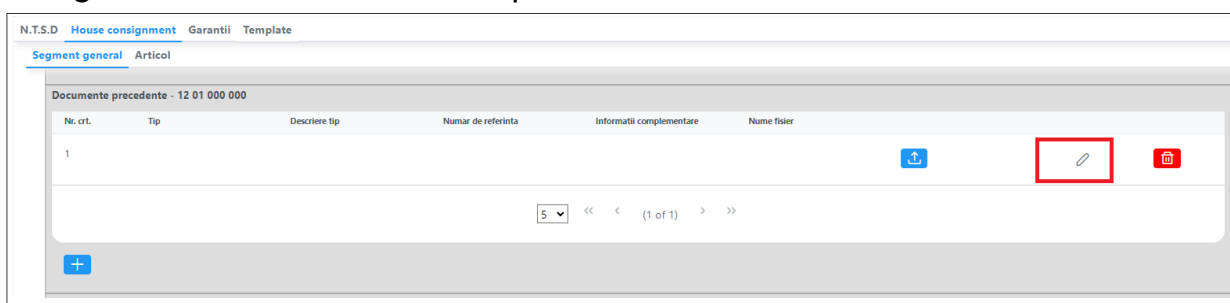 N.T.S.D House consignment Garantii Template
Segment general Articol
Documente precedente - 12 01 000 000
Nr. crt. Tip Descriere tip Numar de referinta Informatii complementare Nume fisier
1
5 << < (1 of 1) > >>